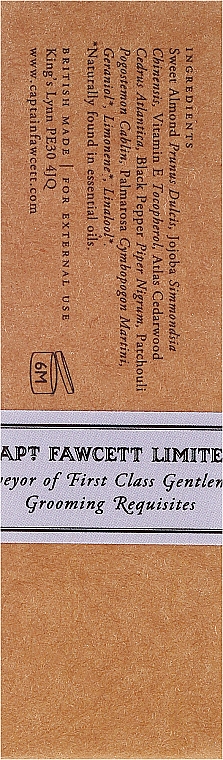 INGREDIENTS
Sweet Almond Prunus Dulcis, Jojoba Simmondsia
Chinensis, Vitamin E Tocopherol, Atlas Cedarwood
Cedrus Atlantica, Black Pepper Piper Nigrum, Patchouli
Pogostemon Cablin, Palmarosa Cymbopogon Martini,
Geraniol*, Limonene*, Linalool*
*Naturally found in essential oils.
BRITISH MADE | FOR EXTERNAL USE
King's Lynn PE30 4JQ
www.captainfawcett.com
6M
APT FAWCETT LIMITE
veyor of First Class Gentlem
Grooming Requisites